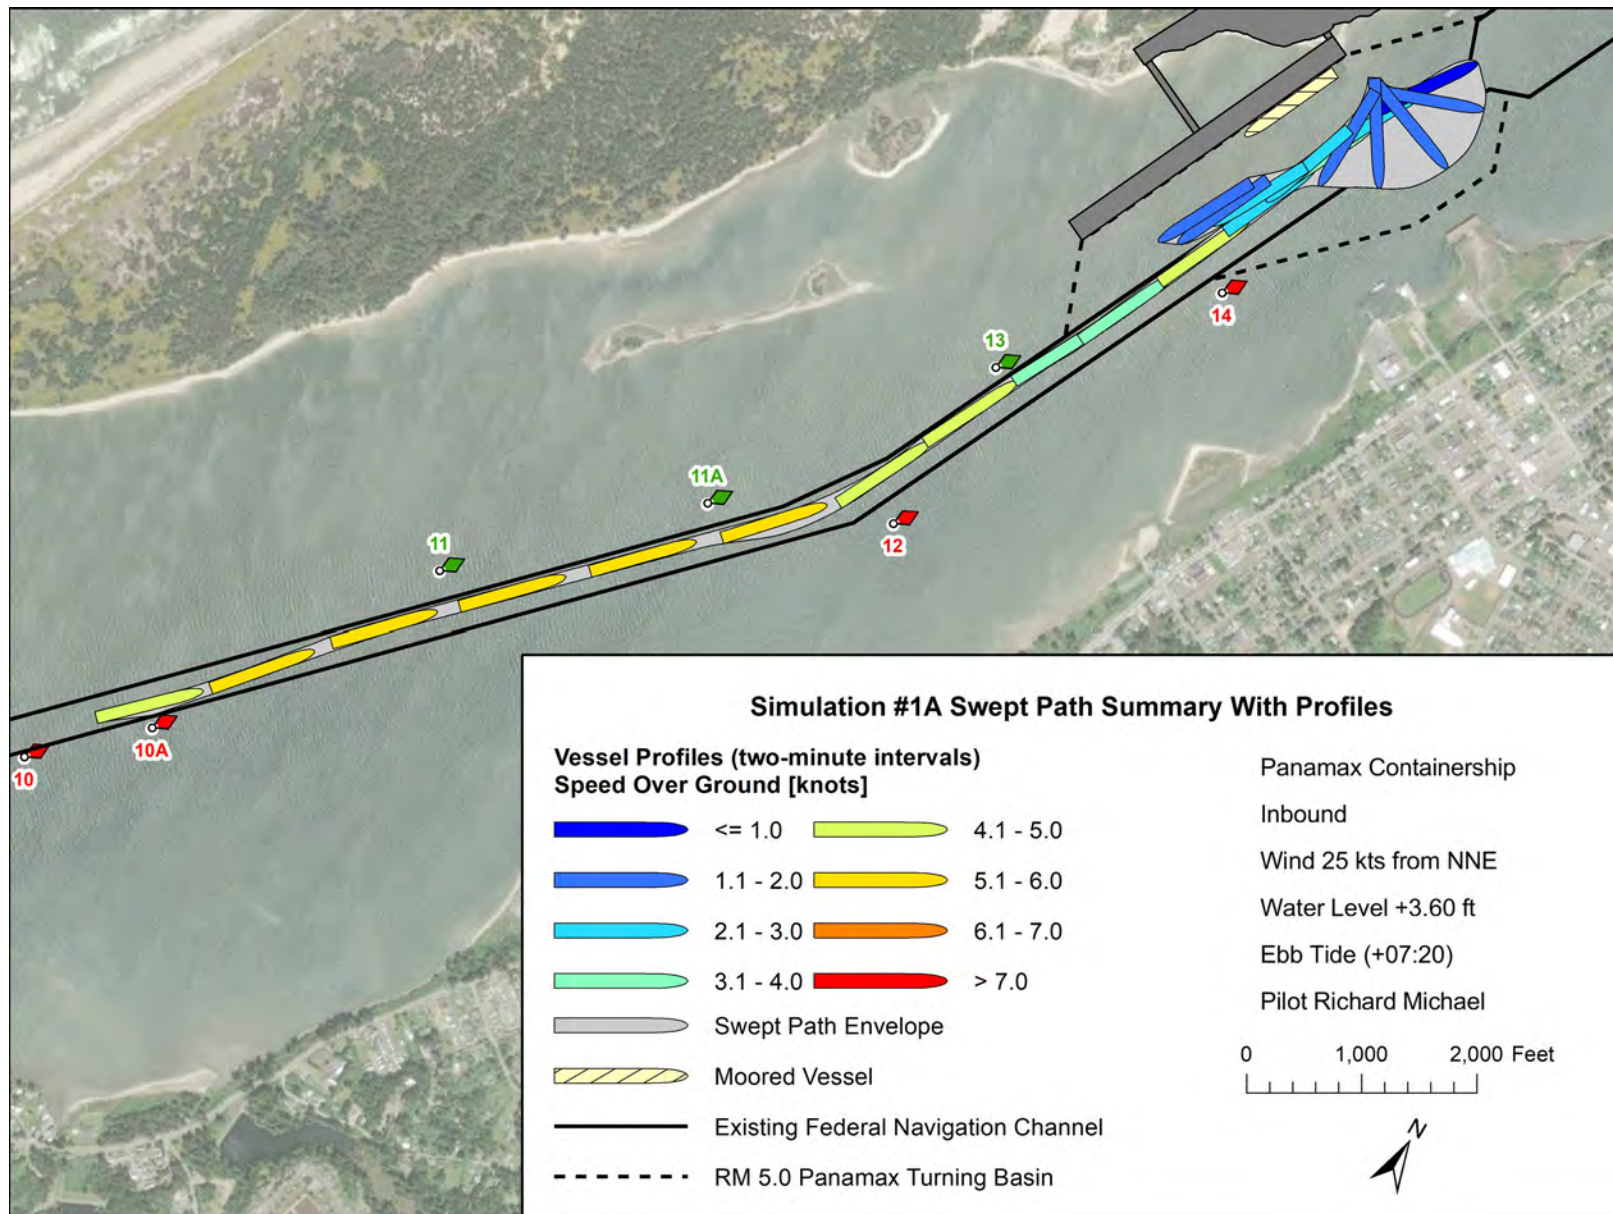 13
14
11A
11
12
10A
10
Simulation #1A Swept Path Summary With Profiles
Vessel Profiles (two-minute intervals)
Speed Over Ground [knots]
<= 1.0
4.1 - 5.0
1.1 - 2.0
5.1 - 6.0
2.1 - 3.0
6.1 - 7.0
3.1 - 4.0
> 7.0
Swept Path Envelope
Moored Vessel
Existing Federal Navigation Channel
RM 5.0 Panamax Turning Basin
Panamax Containership
Inbound
Wind 25 kts from NNE
Water Level +3.60 ft
Ebb Tide (+07:20)
Pilot Richard Michael
0 1,000 2,000 Feet
N